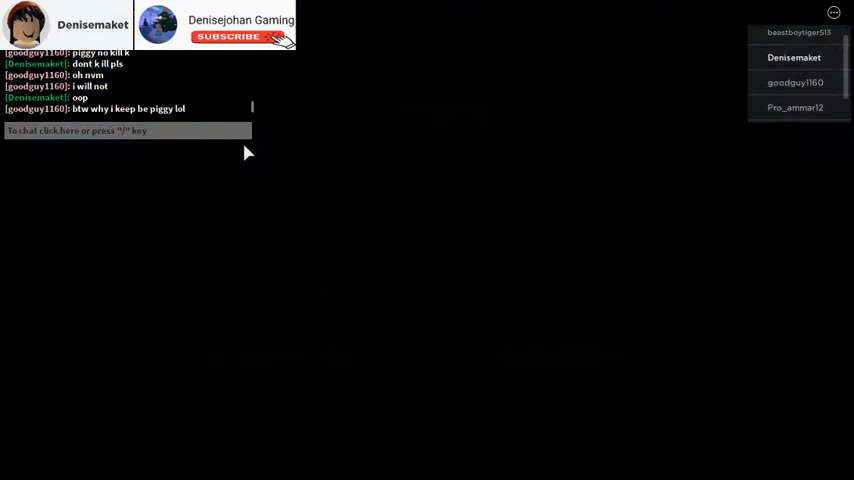 Denisemaket
Denisejohan Gaming
SUBSCRIBE
[goodguy1160]: piggy no kill k
[Denisemaket]: dont k ill pls
[goodguy1160]: oh nvm
[goodguy1160]: i will not
[Denisemaket]: oop
[goodguy1160]: btw why i keep be piggy lol
To chat click here or press "/" key
beastboytiger513
Denisemaket
goodguy1160
Pro_ammar12